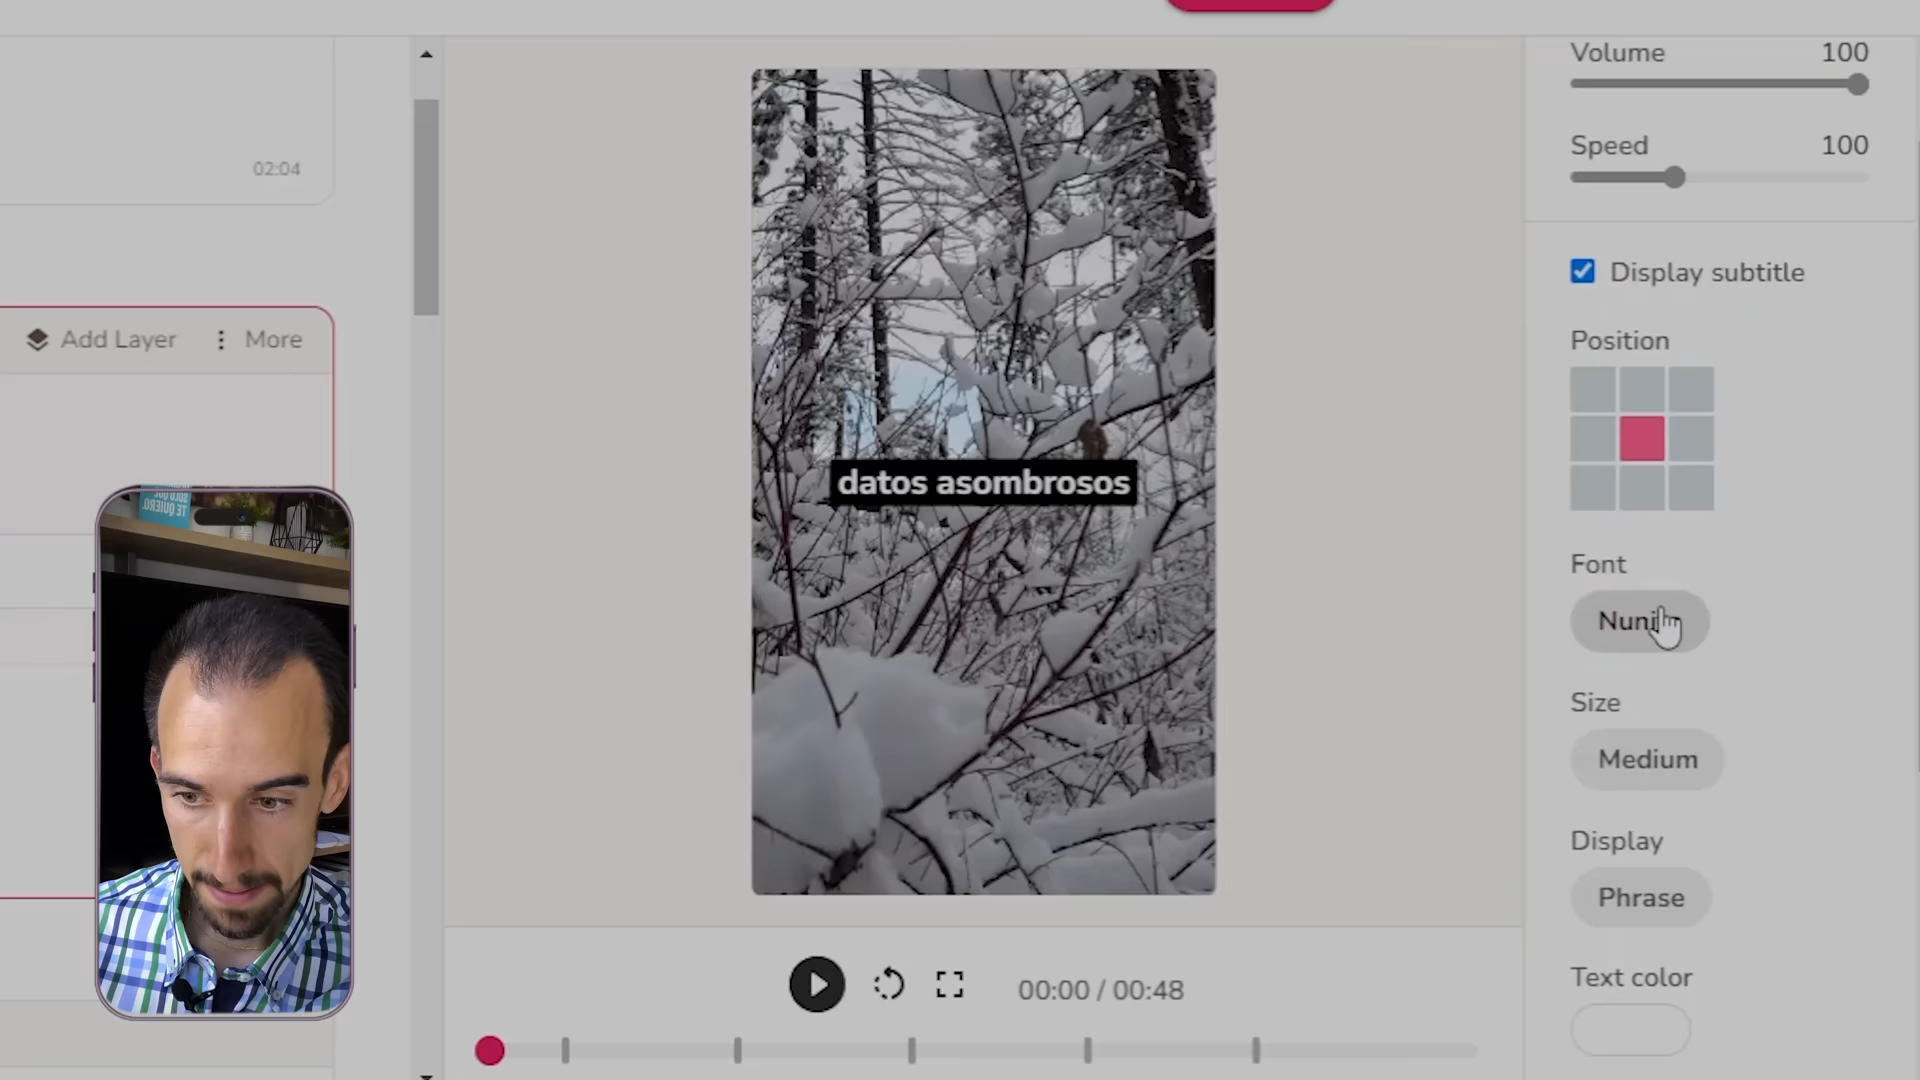 02:04
Add Layer
More
datos asombrosos
00:00 / 00:48
Volume 100
Speed 100
Display subtitle
Position
Font
Size
Medium
Display
Phrase
Text color